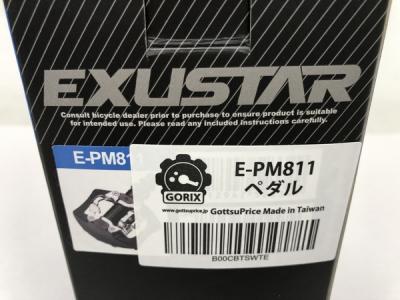 EXUSTAR
Consult bicycle dealer prior to purchase to ensure product is suitable
for intended use. Please read any included instructions carefully.
E-PM811
E-PM811
ペダル
GORIX
www.gottsuprice.jp
GottsuPrice Made in Taiwan
B00CBTSWTE